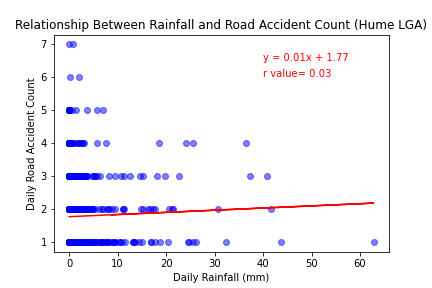 Relationship Between Rainfall and Road Accident Count (Hume LGA)
y = 0.01x + 1.77
r value= 0.03
Daily Road Accident Count
7
6
5
4
3
2
1
0 10 20 30 40 50 60
Daily Rainfall (mm)